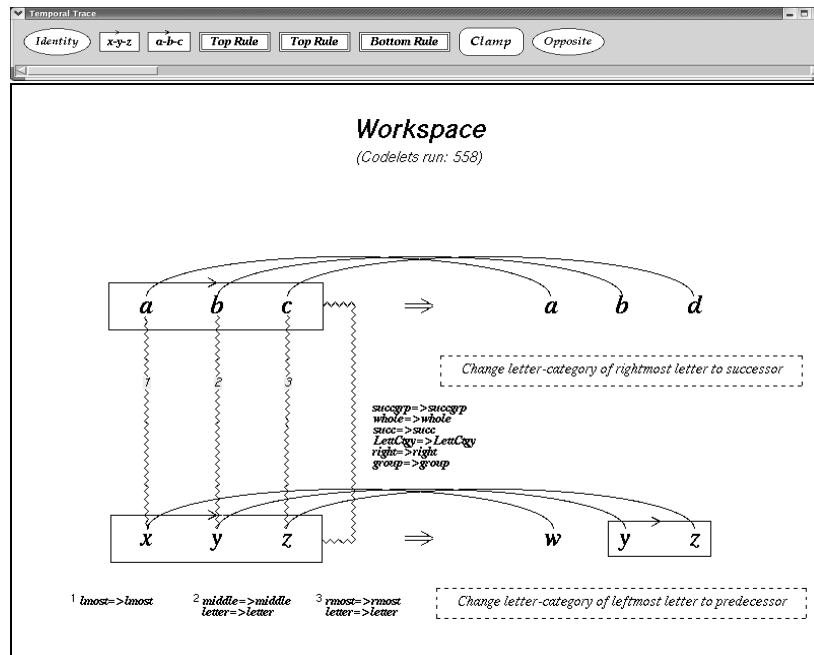 Temporal Trace
Identity x-y-z a-b-c Top Rule Top Rule Bottom Rule Clamp Opposite
Workspace
(Codelets run: 558)
a b c ⇒ a b d
Change letter-category of rightmost letter to successor
1 2 3
succgrp=>succgrp
whole=>whole
succ=>succ
LettCtgy=>LettCtgy
right=>right
group=>group
x y z ⇒ w y z
1 lmost=>lmost 2 middle=>middle 3 rmost=>rmost
letter=>letter letter=>letter
Change letter-category of leftmost letter to predecessor